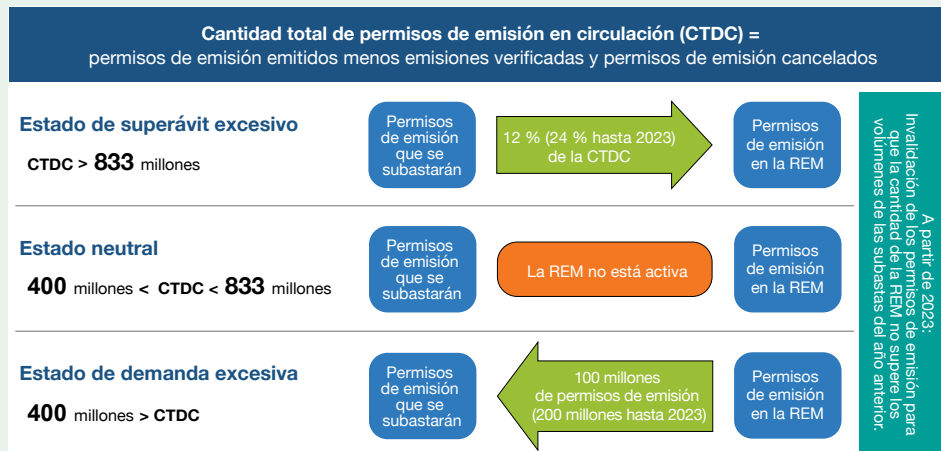 Cantidad total de permisos de emisión en circulación (CTDC) =
permisos de emisión emitidos menos emisiones verificadas y permisos de emisión cancelados
Estado de superávit excesivo
CTDC > 833 millones
Permisos
de emisión
que se
subastarán
12 % (24 % hasta 2023)
de la CTDC
Permisos
de emisión
en la REM
Estado neutral
400 millones < CTDC < 833 millones
Permisos
de emisión
que se
subastarán
La REM no está activa
Permisos
de emisión
en la REM
Estado de demanda excesiva
400 millones > CTDC
Permisos
de emisión
que se
subastarán
100 millones
de permisos de emisión
(200 millones hasta 2023)
Permisos
de emisión
en la REM
A partir de 2023:
Invalidación de los permisos de emisión para
que la cantidad de la REM no supere los
volúmenes de las subastas del año anterior.